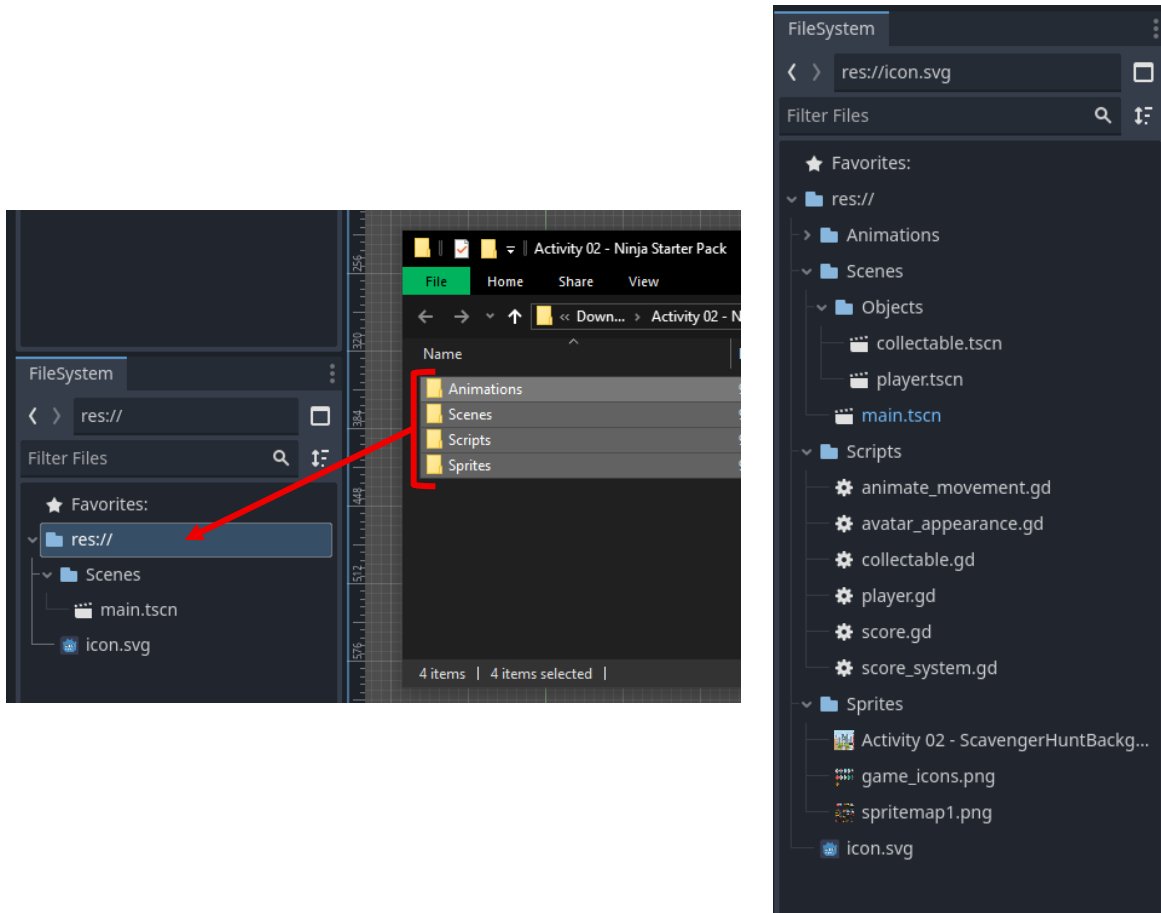 256
320
384
448
512
576
FileSystem
res://
Filter Files
Favorites:
res://
Scenes
main.tscn
icon.svg
Activity 02 - Ninja Starter Pack
File Home Share View
« Down... › Activity 02 - N
Name
Animations
Scenes
Scripts
Sprites
4 items 4 items selected
FileSystem
res://icon.svg
Filter Files
Favorites:
res://
Animations
Scenes
Objects
collectable.tscn
player.tscn
main.tscn
Scripts
animate_movement.gd
avatar_appearance.gd
collectable.gd
player.gd
score.gd
score_system.gd
Sprites
Activity 02 - ScavengerHuntBackg...
game_icons.png
spritemap1.png
icon.svg